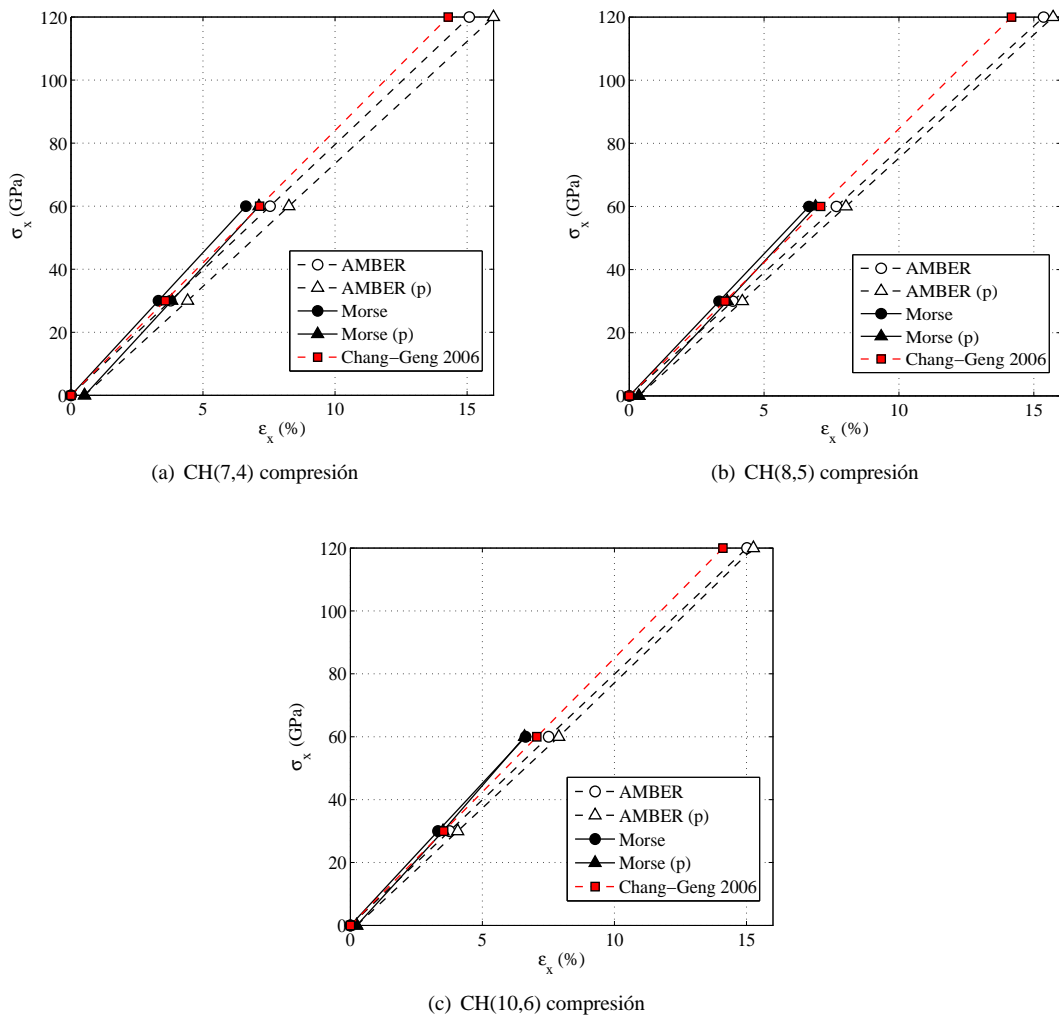 120
100
80
60
40
20
0
σx (GPa)
0 5 10 15
εx (%)
AMBER
AMBER (p)
Morse
Morse (p)
Chang−Geng 2006
(a) CH(7,4) compresión
120
100
80
60
40
20
0
σx (GPa)
0 5 10 15
εx (%)
AMBER
AMBER (p)
Morse
Morse (p)
Chang−Geng 2006
(b) CH(8,5) compresión
120
100
80
60
40
20
0
σx (GPa)
0 5 10 15
εx (%)
AMBER
AMBER (p)
Morse
Morse (p)
Chang−Geng 2006
(c) CH(10,6) compresión